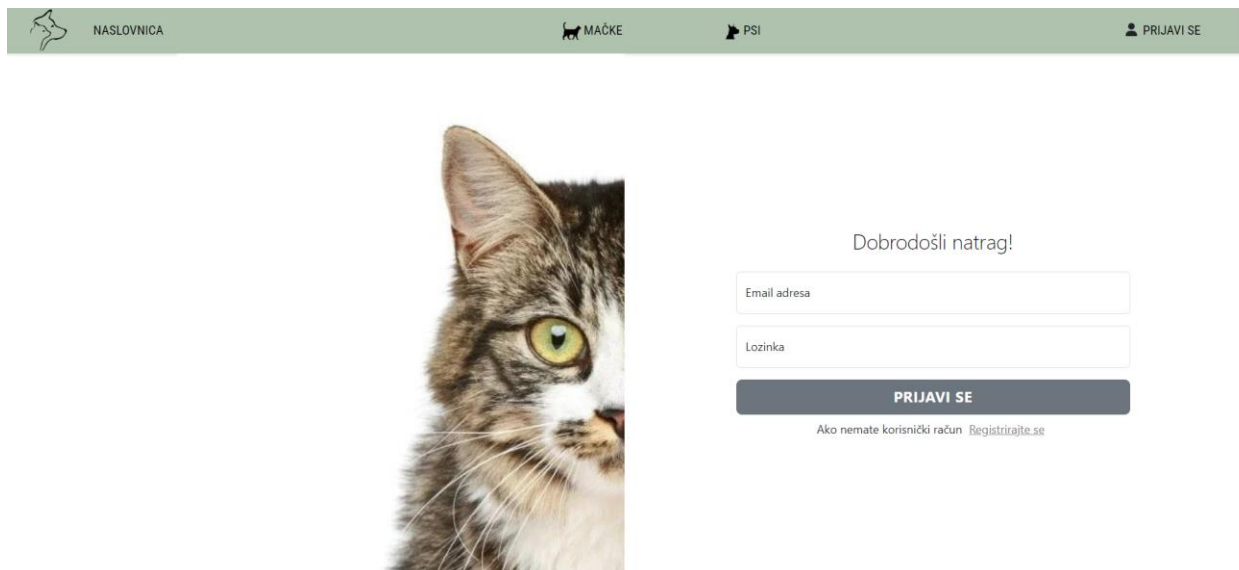 NASLOVNICA
MAČKE
PSI
PRIJAVI SE
Dobrodošli natrag!
Email adresa
Lozinka
PRIJAVI SE
Ako nemate korisnički račun Registrirajte se